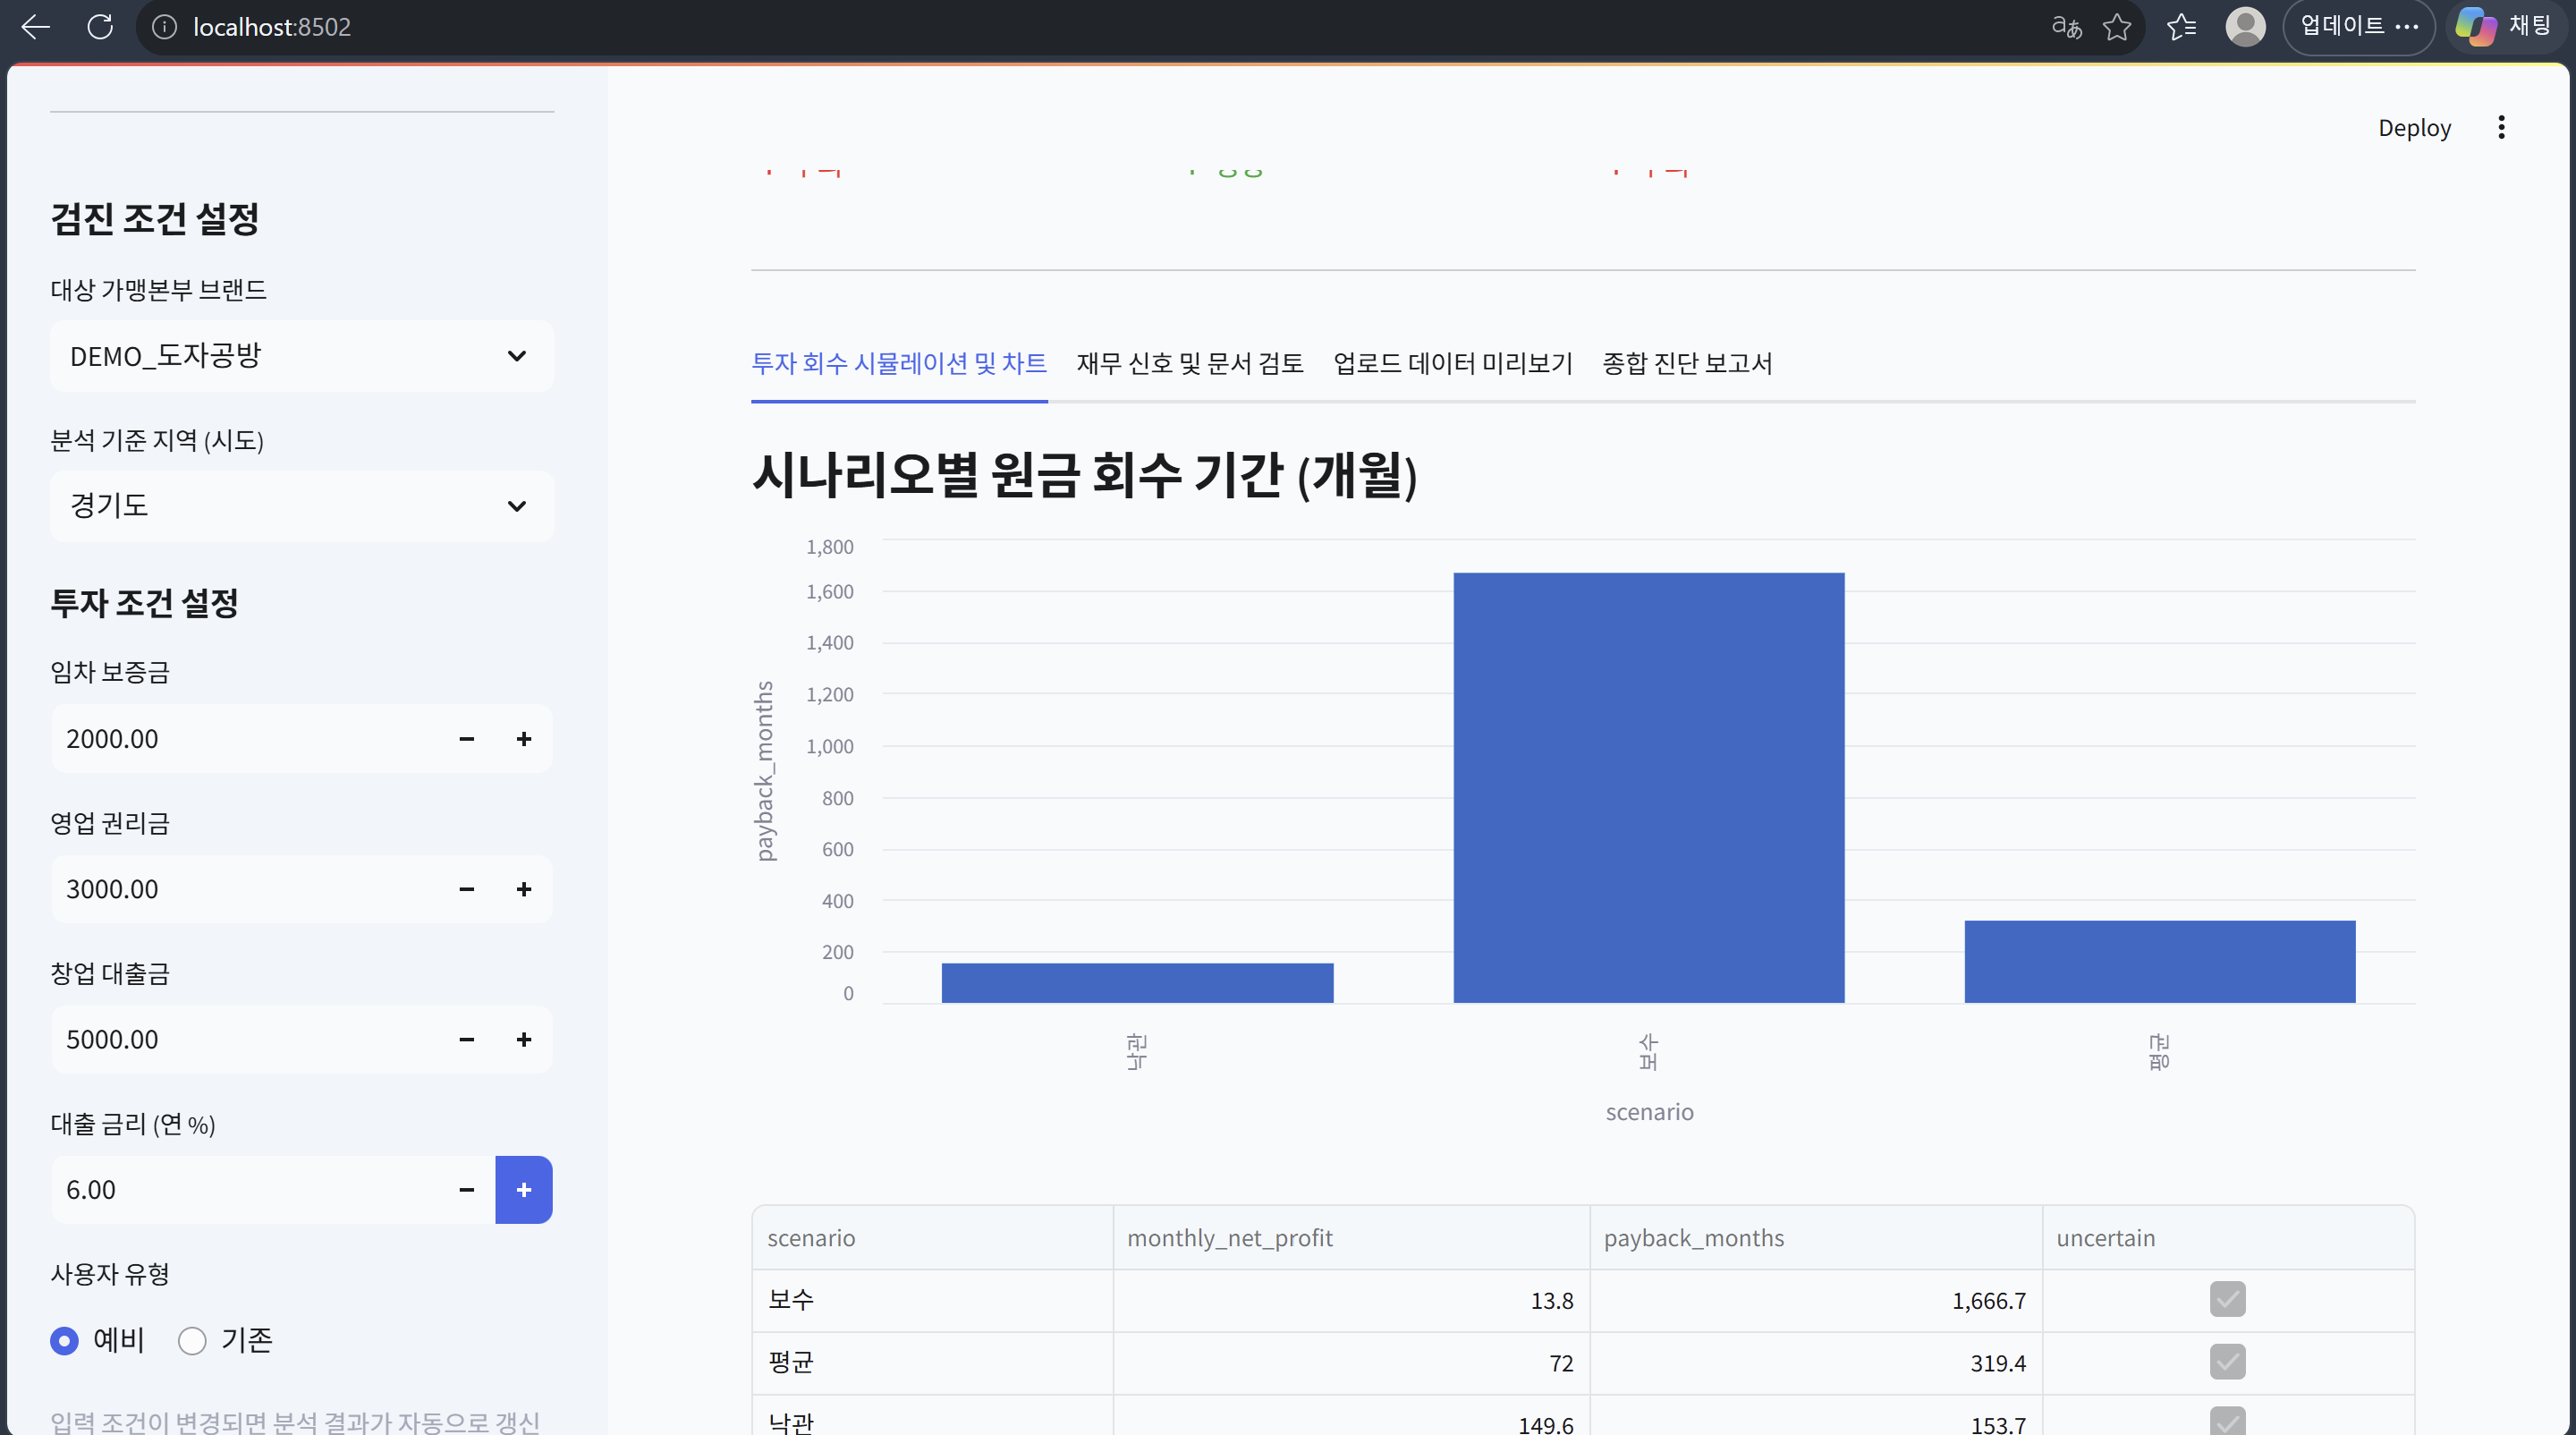 localhost:8502
aあ
업데이트 ···
채팅
Deploy
검진 조건 설정
대상 가맹본부 브랜드
DEMO_도자공방
분석 기준 지역 (시도)
경기도
투자 조건 설정
임차 보증금
2000.00 - +
영업 권리금
3000.00 - +
창업 대출금
5000.00 - +
대출 금리 (연 %)
6.00 - +
사용자 유형
예비 기존
입력 조건이 변경되면 분석 결과가 자동으로 갱신
투자 회수 시뮬레이션 및 차트 재무 신호 및 문서 검토 업로드 데이터 미리보기 종합 진단 보고서
시나리오별 원금 회수 기간 (개월)
payback_months
1,800
1,600
1,400
1,200
1,000
800
600
400
200
0
낙관 보수 평균
scenario
scenario monthly_net_profit payback_months uncertain
보수 13.8 1,666.7
평균 72 319.4
낙관 149.6 153.7